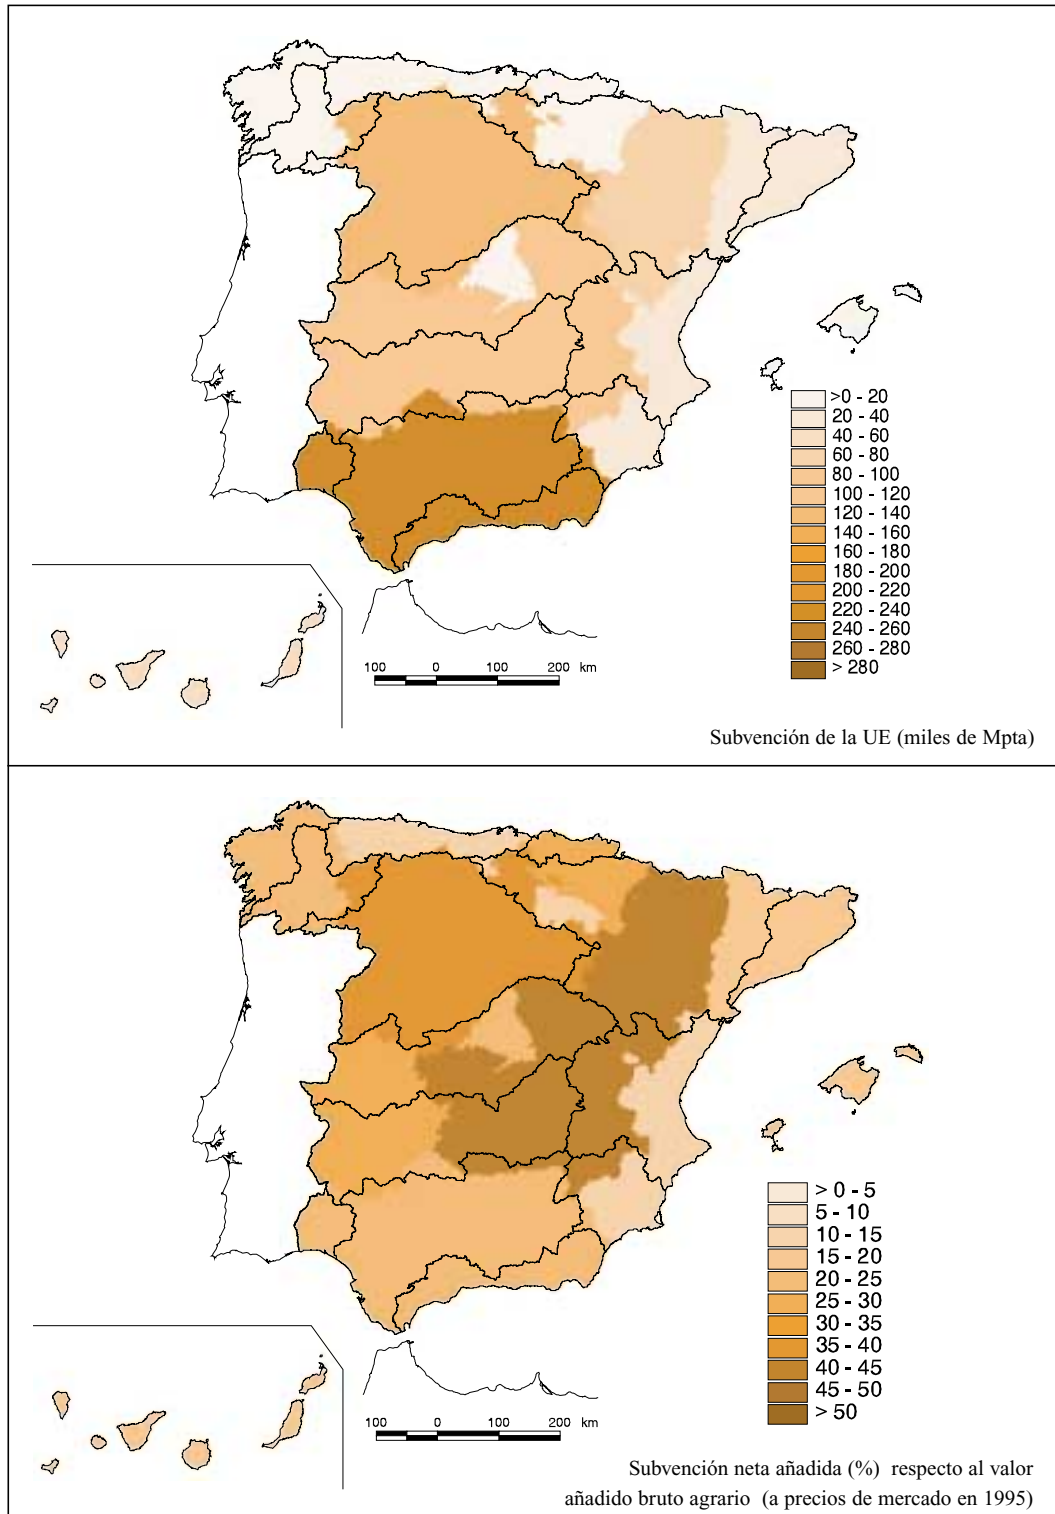 >0 - 20
20 - 40
40 - 60
60 - 80
80 - 100
100 - 120
120 - 140
140 - 160
160 - 180
180 - 200
200 - 220
220 - 240
240 - 260
260 - 280
> 280
100 0 100 200 km
Subvención de la UE (miles de Mpta)
> 0 - 5
5 - 10
10 - 15
15 - 20
20 - 25
25 - 30
30 - 35
35 - 40
40 - 45
45 - 50
> 50
100 0 100 200 km
Subvención neta añadida (%) respecto al valor
añadido bruto agrario (a precios de mercado en 1995)